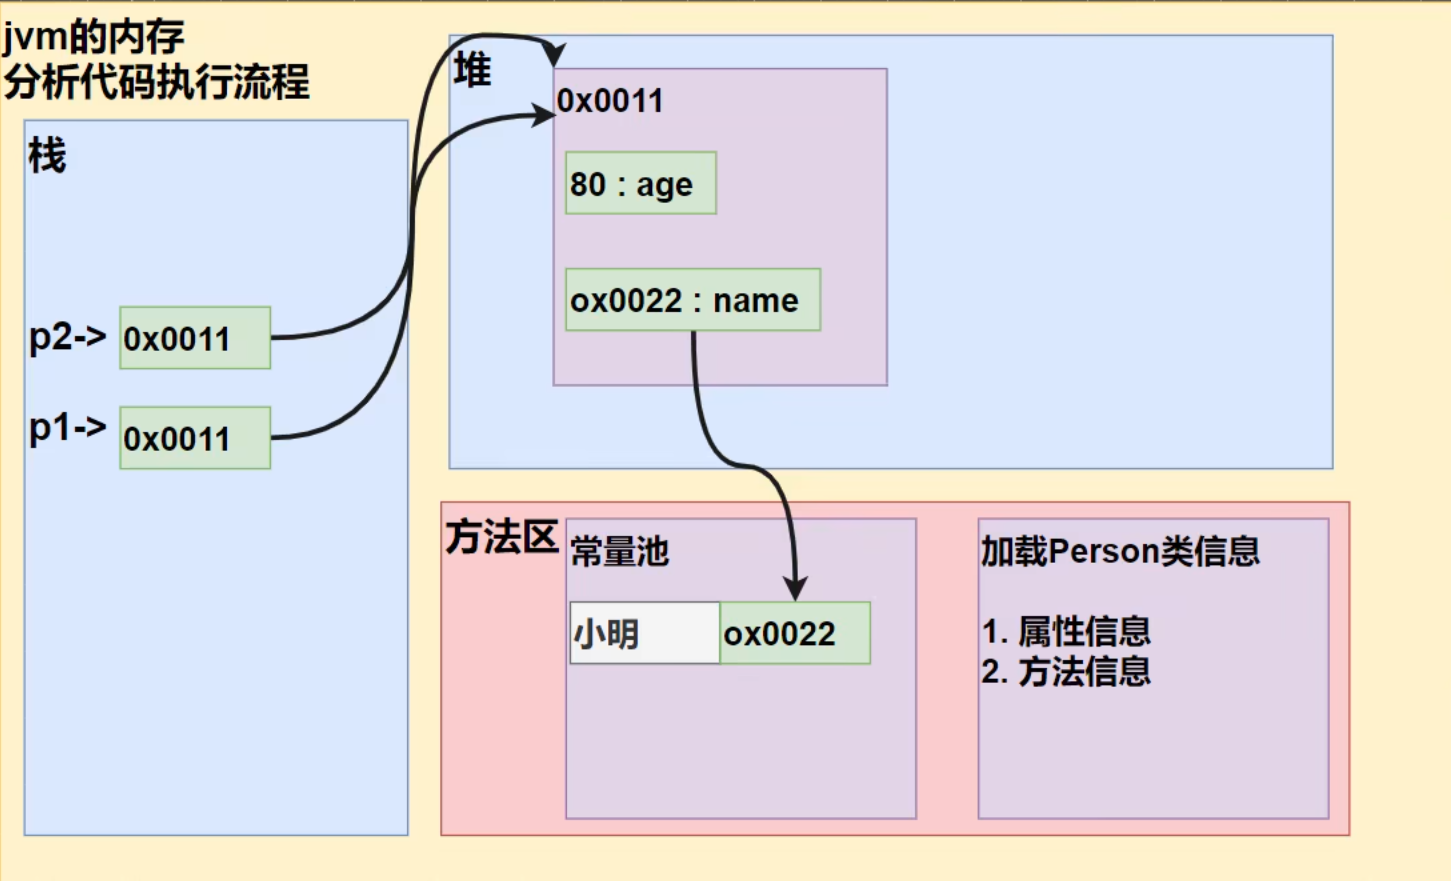 jvm的内存
分析代码执行流程
栈
p2->
0x0011
p1->
0x0011
堆
0x0011
80 : age
ox0022 : name
方法区
常量池
小明
ox0022
加载Person类信息
1. 属性信息
2. 方法信息